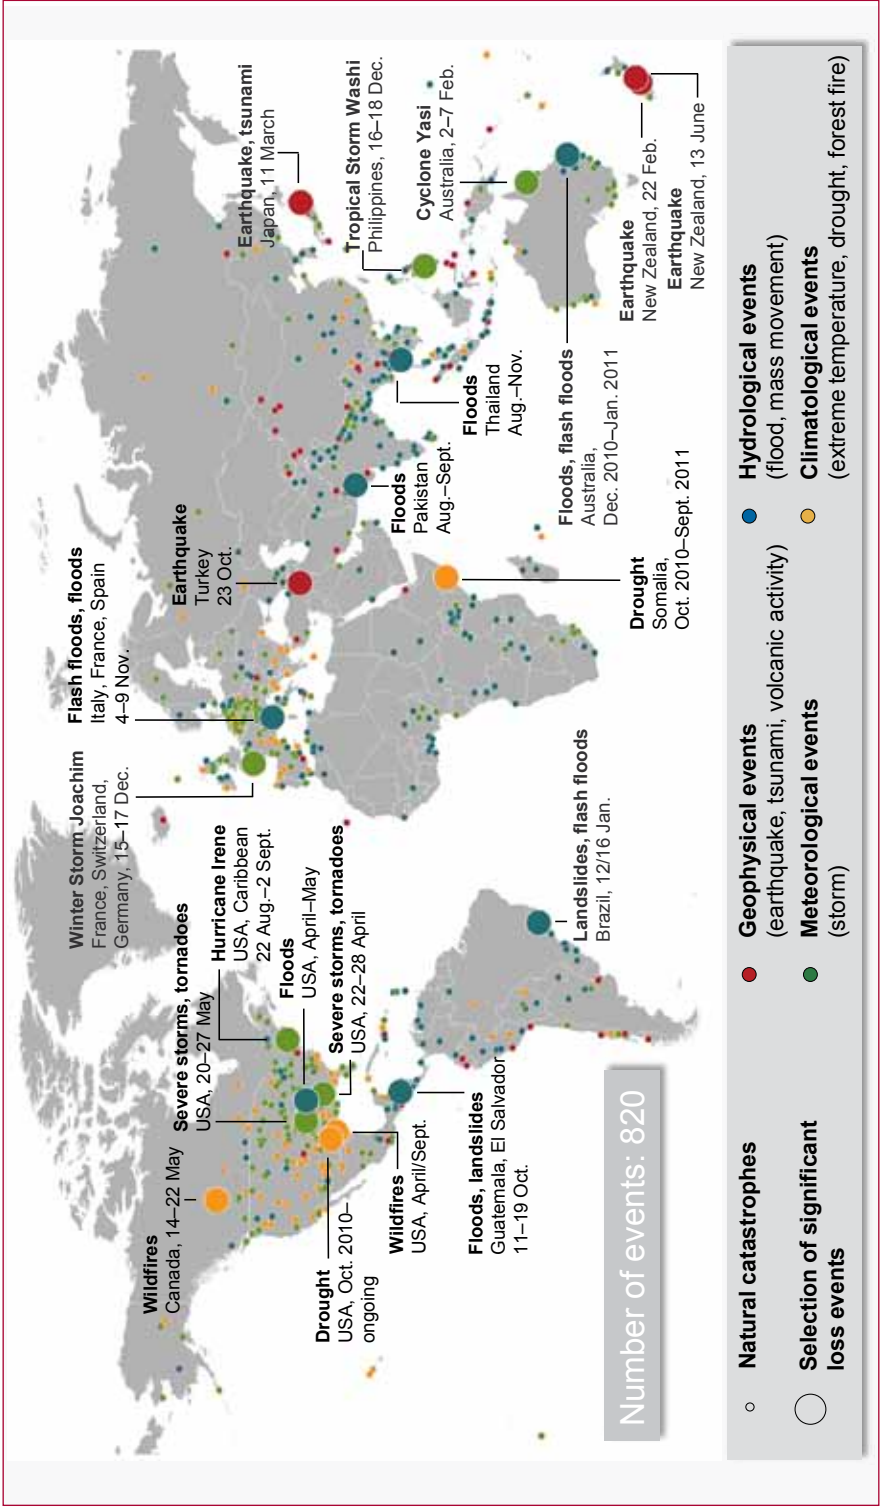 Wildfires
Canada, 14–22 May
Severe storms, tornadoes
USA, 20–27 May
Hurricane Irene
USA, Caribbean
22 Aug.–2 Sept.
Floods
USA, April–May
Severe storms, tornadoes
USA, 22–28 April
Drought
USA, Oct. 2010–
ongoing
Wildfires
USA, April/Sept.
Floods, landslides
Guatemala, El Salvador
11–19 Oct.
Landslides, flash floods
Brazil, 12/16 Jan.
Winter Storm Joachim
France, Switzerland,
Germany, 15–17 Dec.
Flash floods, floods
Italy, France, Spain
4–9 Nov.
Earthquake
Turkey
23 Oct.
Drought
Somalia,
Oct. 2010–Sept. 2011
Floods
Pakistan
Aug.–Sept.
Floods
Thailand
Aug.–Nov.
Earthquake, tsunami
Japan, 11 March
Tropical Storm Washi
Philippines, 16–18 Dec.
Cyclone Yasi
Australia, 2–7 Feb.
Floods, flash floods
Australia,
Dec. 2010–Jan. 2011
Earthquake
New Zealand, 22 Feb.
Earthquake
New Zealand, 13 June
Number of events: 820
Natural catastrophes
Selection of significant
loss events
Geophysical events
(earthquake, tsunami, volcanic activity)
Meteorological events
(storm)
Hydrological events
(flood, mass movement)
Climatological events
(extreme temperature, drought, forest fire)